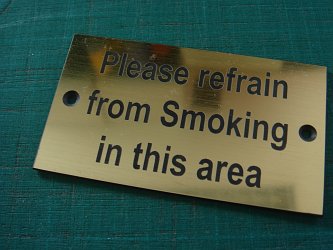 Please refrain
from Smoking
in this area